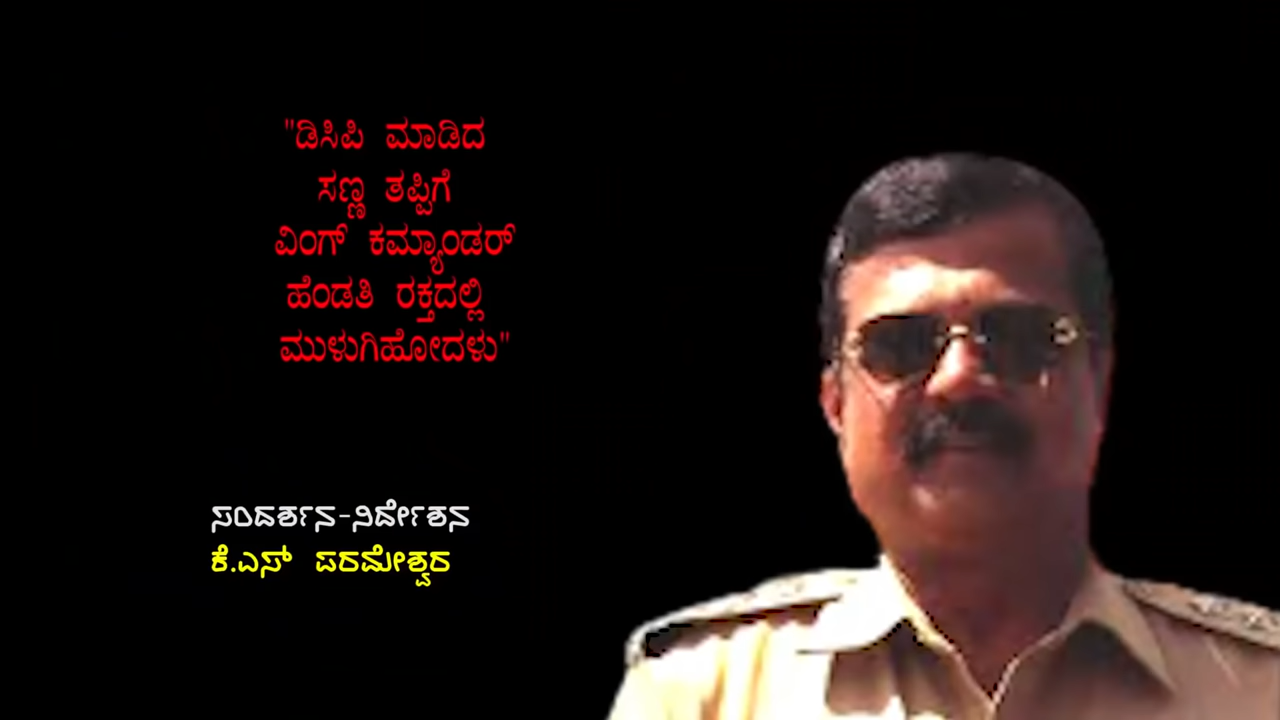 "ಡಿಸಿಪಿ ಮಾಡಿದ
ಸಣ್ಣ ತಪ್ಪಿಗೆ
ವಿಂಗ್ ಕಮ್ಯಾಂಡರ್
ಹೆಂಡತಿ ರಕ್ತದಲ್ಲಿ
ಮುಳುಗಿಹೋದಳು"
ಸಂದರ್ಶನ-ನಿರ್ದೇಶನ
ಕೆ.ಎಸ್ ಪರಮೇಶ್ವರ